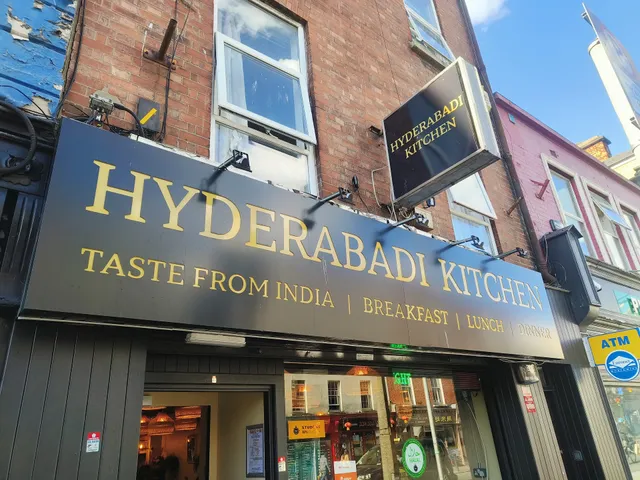 HYDERABADI
KITCHEN
HYDERABADI KITCHEN
TASTE FROM INDIA | BREAKFAST | LUNCH | DINNER
ATM